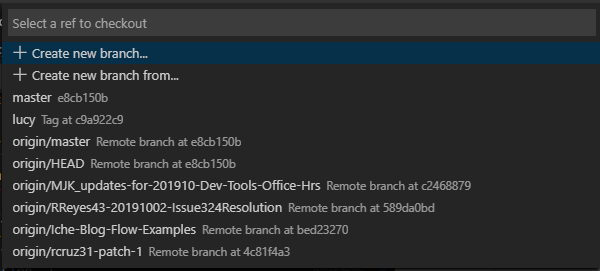 Select a ref to checkout
+ Create new branch...
+ Create new branch from...
master e8cb150b
lucy Tag at c9a922c9
origin/master Remote branch at e8cb150b
origin/HEAD Remote branch at e8cb150b
origin/MJK_updates-for-201910-Dev-Tools-Office-Hrs Remote branch at c2468879
origin/RReyes43-20191002-Issue324Resolution Remote branch at 589da0bd
origin/Iche-Blog-Flow-Examples Remote branch at bed23270
origin/rcruz31-patch-1 Remote branch at 4c81f4a3